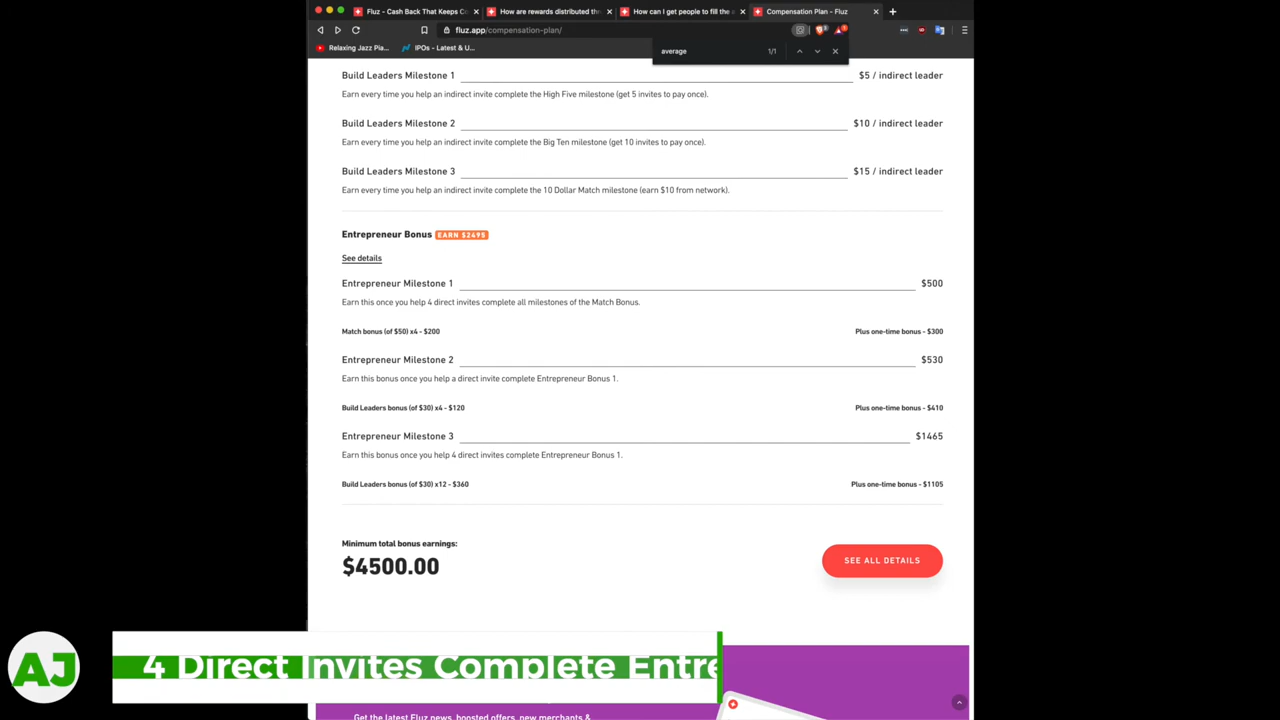 Fluz - Cash Back That Keeps C
How are rewards distributed th
How can I get people to fill the
Compensation Plan - Fluz
fluz.app/compensation-plan/
Relaxing Jazz Pia...
IPOs - Latest & U...
average
1/1
Build Leaders Milestone 1
$5 / indirect leader
Earn every time you help an indirect invite complete the High Five milestone (get 5 invites to pay once).
Build Leaders Milestone 2
$10 / indirect leader
Earn every time you help an indirect invite complete the Big Ten milestone (get 10 invites to pay once).
Build Leaders Milestone 3
$15 / indirect leader
Earn every time you help an indirect invite complete the 10 Dollar Match milestone (earn $10 from network).
Entrepreneur Bonus EARN $2495
See details
Entrepreneur Milestone 1
$500
Earn this once you help 4 direct invites complete all milestones of the Match Bonus.
Match bonus (of $50) x4 - $200
Plus one-time bonus - $300
Entrepreneur Milestone 2
$530
Earn this bonus once you help a direct invite complete Entrepreneur Bonus 1.
Build Leaders bonus (of $30) x4 - $120
Plus one-time bonus - $410
Entrepreneur Milestone 3
$1465
Earn this bonus once you help 4 direct invites complete Entrepreneur Bonus 1.
Build Leaders bonus (of $30) x12 - $360
Plus one-time bonus - $1105
Minimum total bonus earnings:
$4500.00
SEE ALL DETAILS
AJ
4 Direct Invites Complete Entre
Get the latest Fluz news, boosted offers, new merchants &